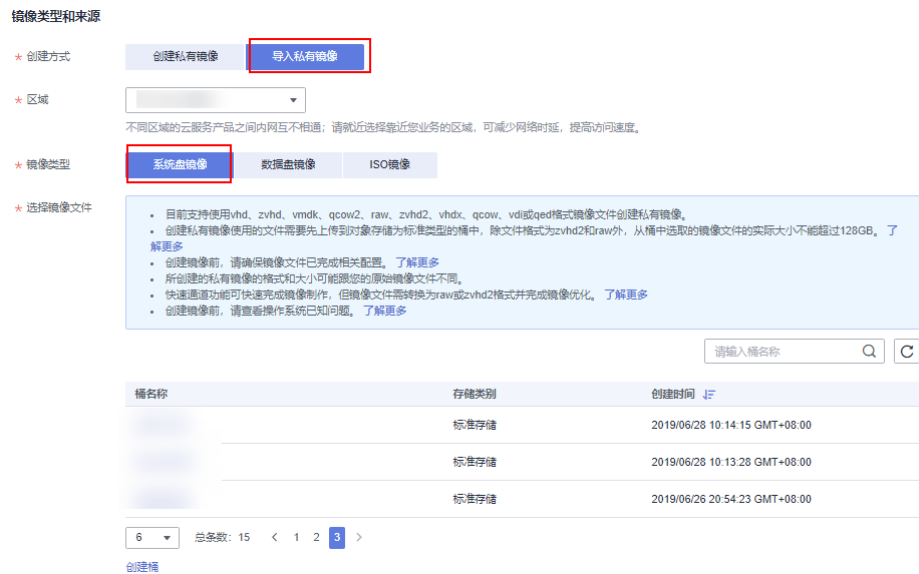 镜像类型和来源
★ 创建方式 创建私有镜像 导入私有镜像
★ 区域
不同区域的云服务产品之间内网互不相通；请就近选择靠近您业务的区域，可减少网络时延，提高访问速度。
★ 镜像类型 系统盘镜像 数据盘镜像 ISO镜像
★ 选择镜像文件
• 目前支持使用vhd、zvhd、vmdk、qcow2、raw、zvhd2、vhdx、qcow、vdi或qed格式镜像文件创建私有镜像。
• 创建私有镜像使用的文件需要先上传到对象存储为标准类型的桶中，除文件格式为zvhd2和raw外，从桶中选取的镜像文件的实际大小不能超过128GB。 了
解更多
• 创建镜像前，请确保镜像文件已完成相关配置。 了解更多
• 所创建的私有镜像的格式和大小可能跟您的原始镜像文件不同。
• 快速通道功能可快速完成镜像制作，但镜像文件需转换为raw或zvhd2格式并完成镜像优化。 了解更多
• 创建镜像前，请查看操作系统已知问题。 了解更多
请输入桶名称
桶名称 存储类别 创建时间
标准存储 2019/06/28 10:14:15 GMT+08:00
标准存储 2019/06/28 10:13:28 GMT+08:00
标准存储 2019/06/26 20:54:23 GMT+08:00
6 总条数：15 < 1 2 3 >
创建桶